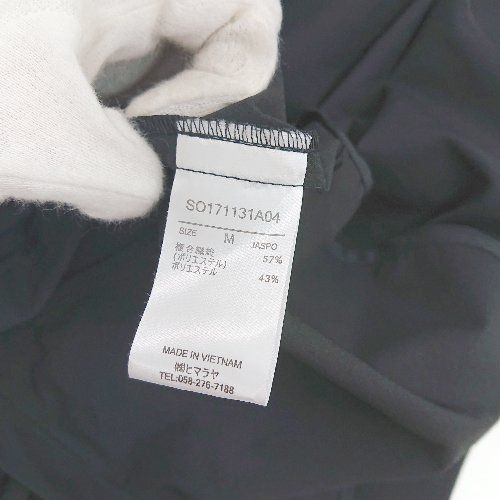 SO171131A04
SIZE M JASPO
複合繊維 57%
(ポリエステル)
ポリエステル 43%
MADE IN VIETNAM
㈱ヒマラヤ
TEL:058-276-7188